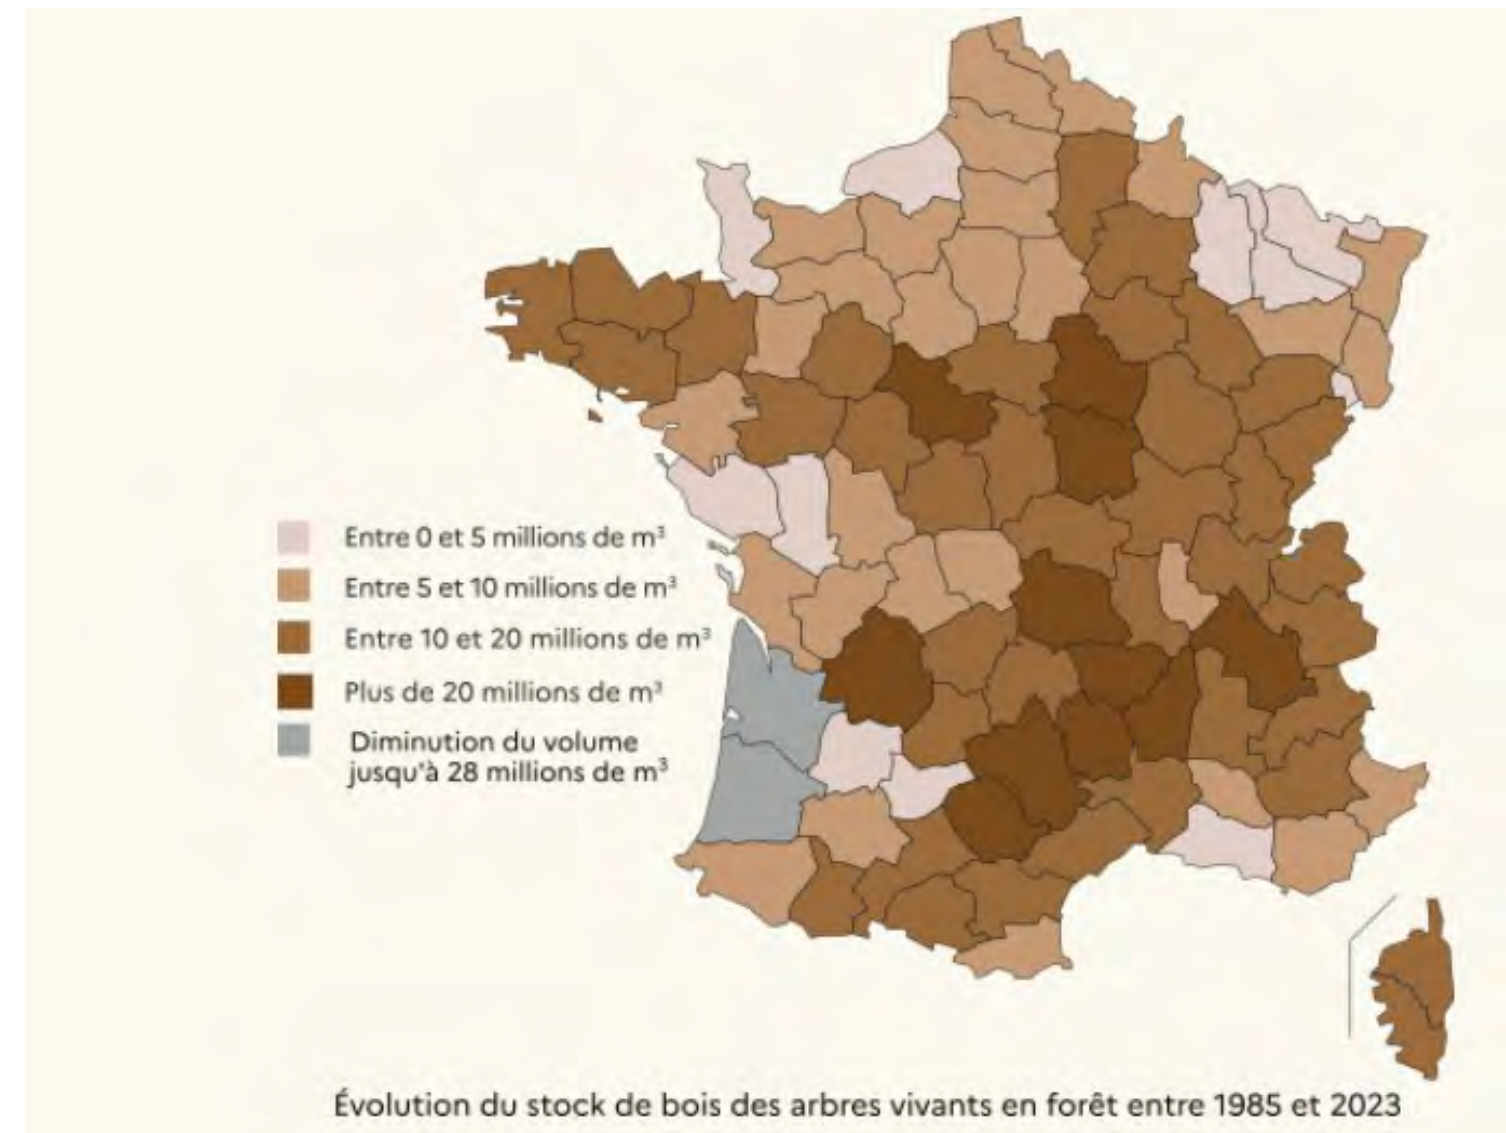 Entre 0 et 5 millions de m³
Entre 5 et 10 millions de m³
Entre 10 et 20 millions de m³
Plus de 20 millions de m³
Diminution du volume
jusqu'à 28 millions de m³
Évolution du stock de bois des arbres vivants en forêt entre 1985 et 2023